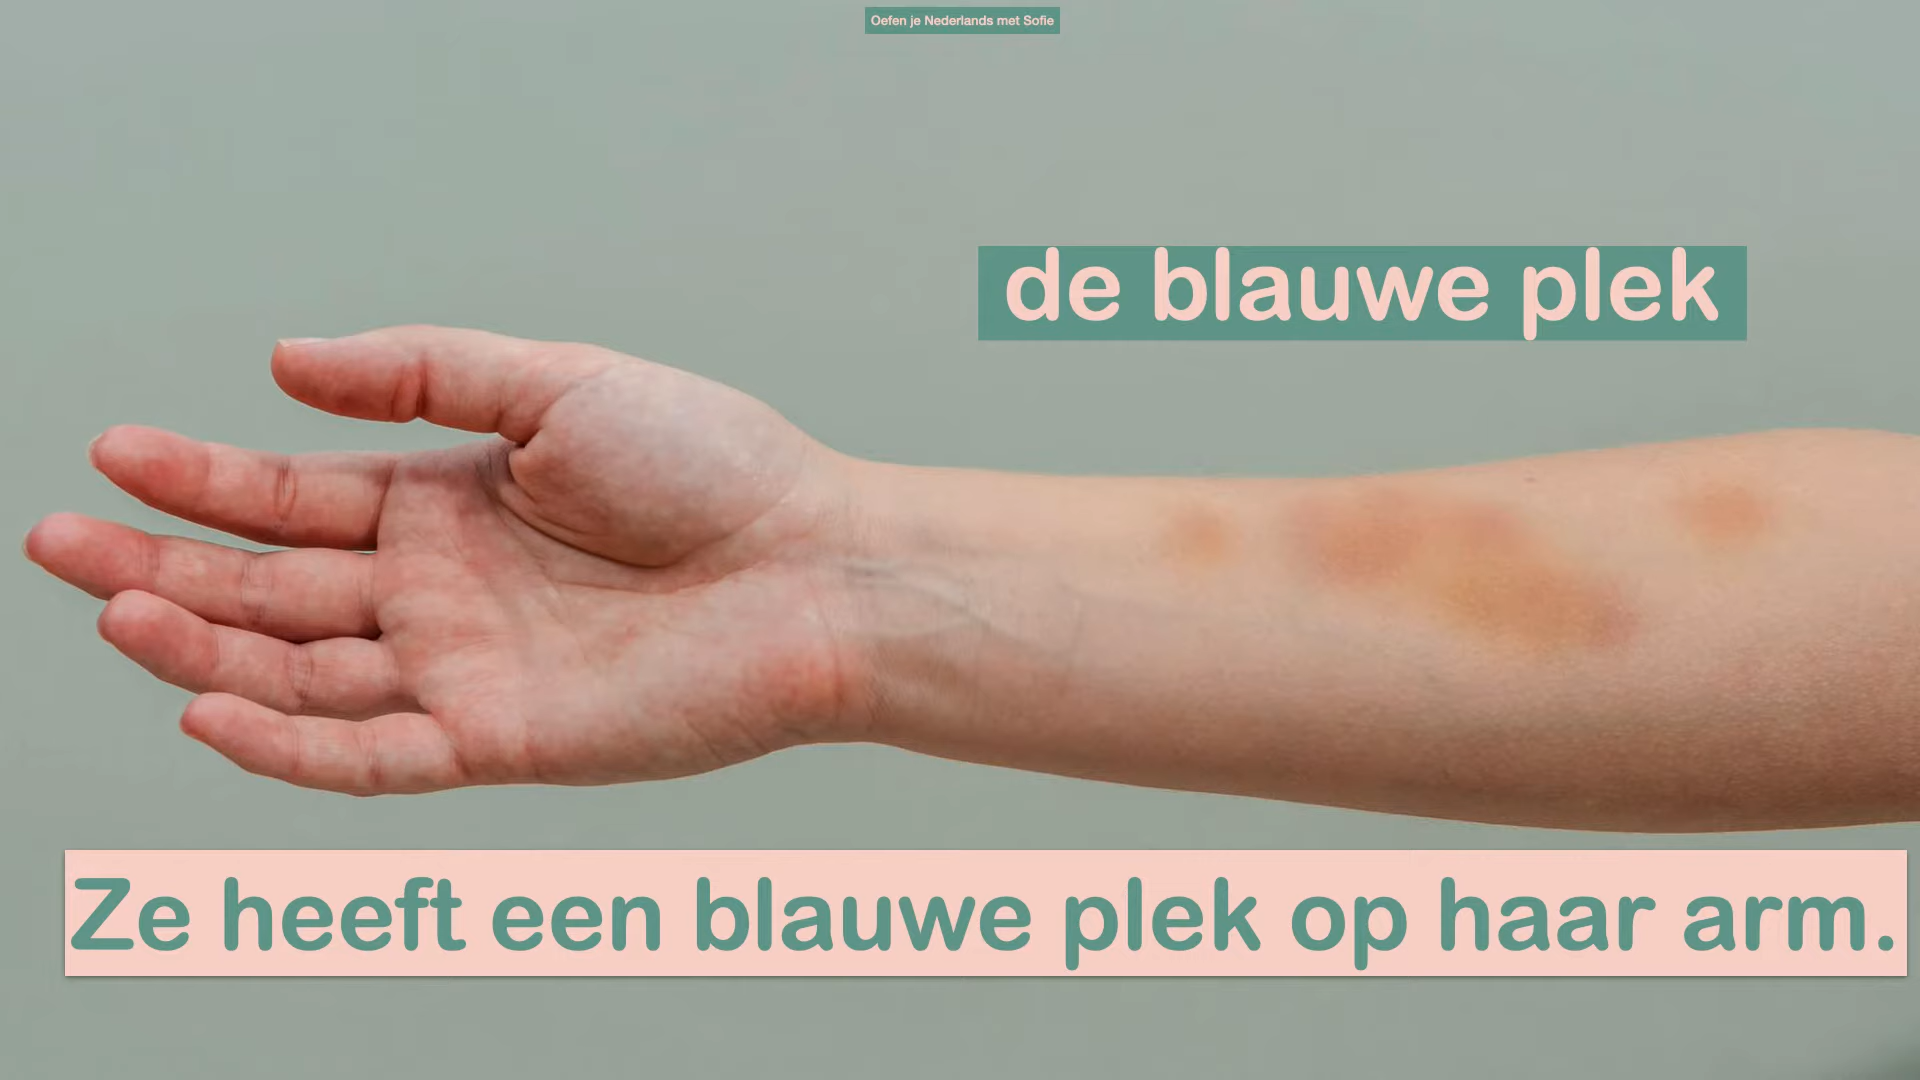 Oefen je Nederlands met Sofie
de blauwe plek
Ze heeft een blauwe plek op haar arm.